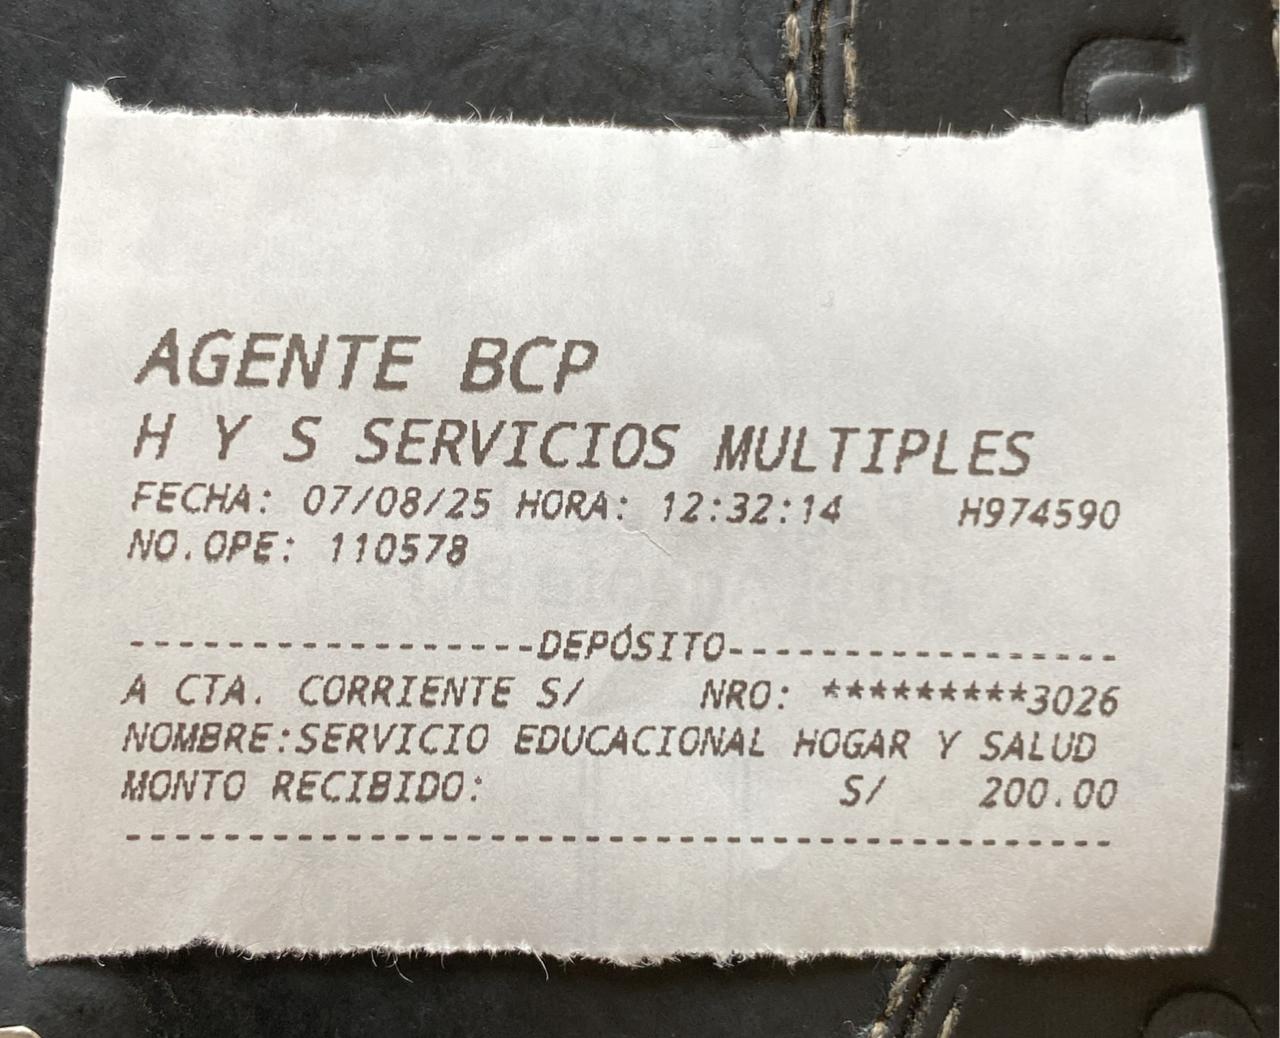 AGENTE BCP
H Y S SERVICIOS MULTIPLES
FECHA: 07/08/25 HORA: 12:32:14 H974590
NO.OPE: 110578
------------------DEPÓSITO------------------
A CTA. CORRIENTE S/ NRO: *********3026
NOMBRE:SERVICIO EDUCACIONAL HOGAR Y SALUD
MONTO RECIBIDO: S/ 200.00
--------------------------------------------